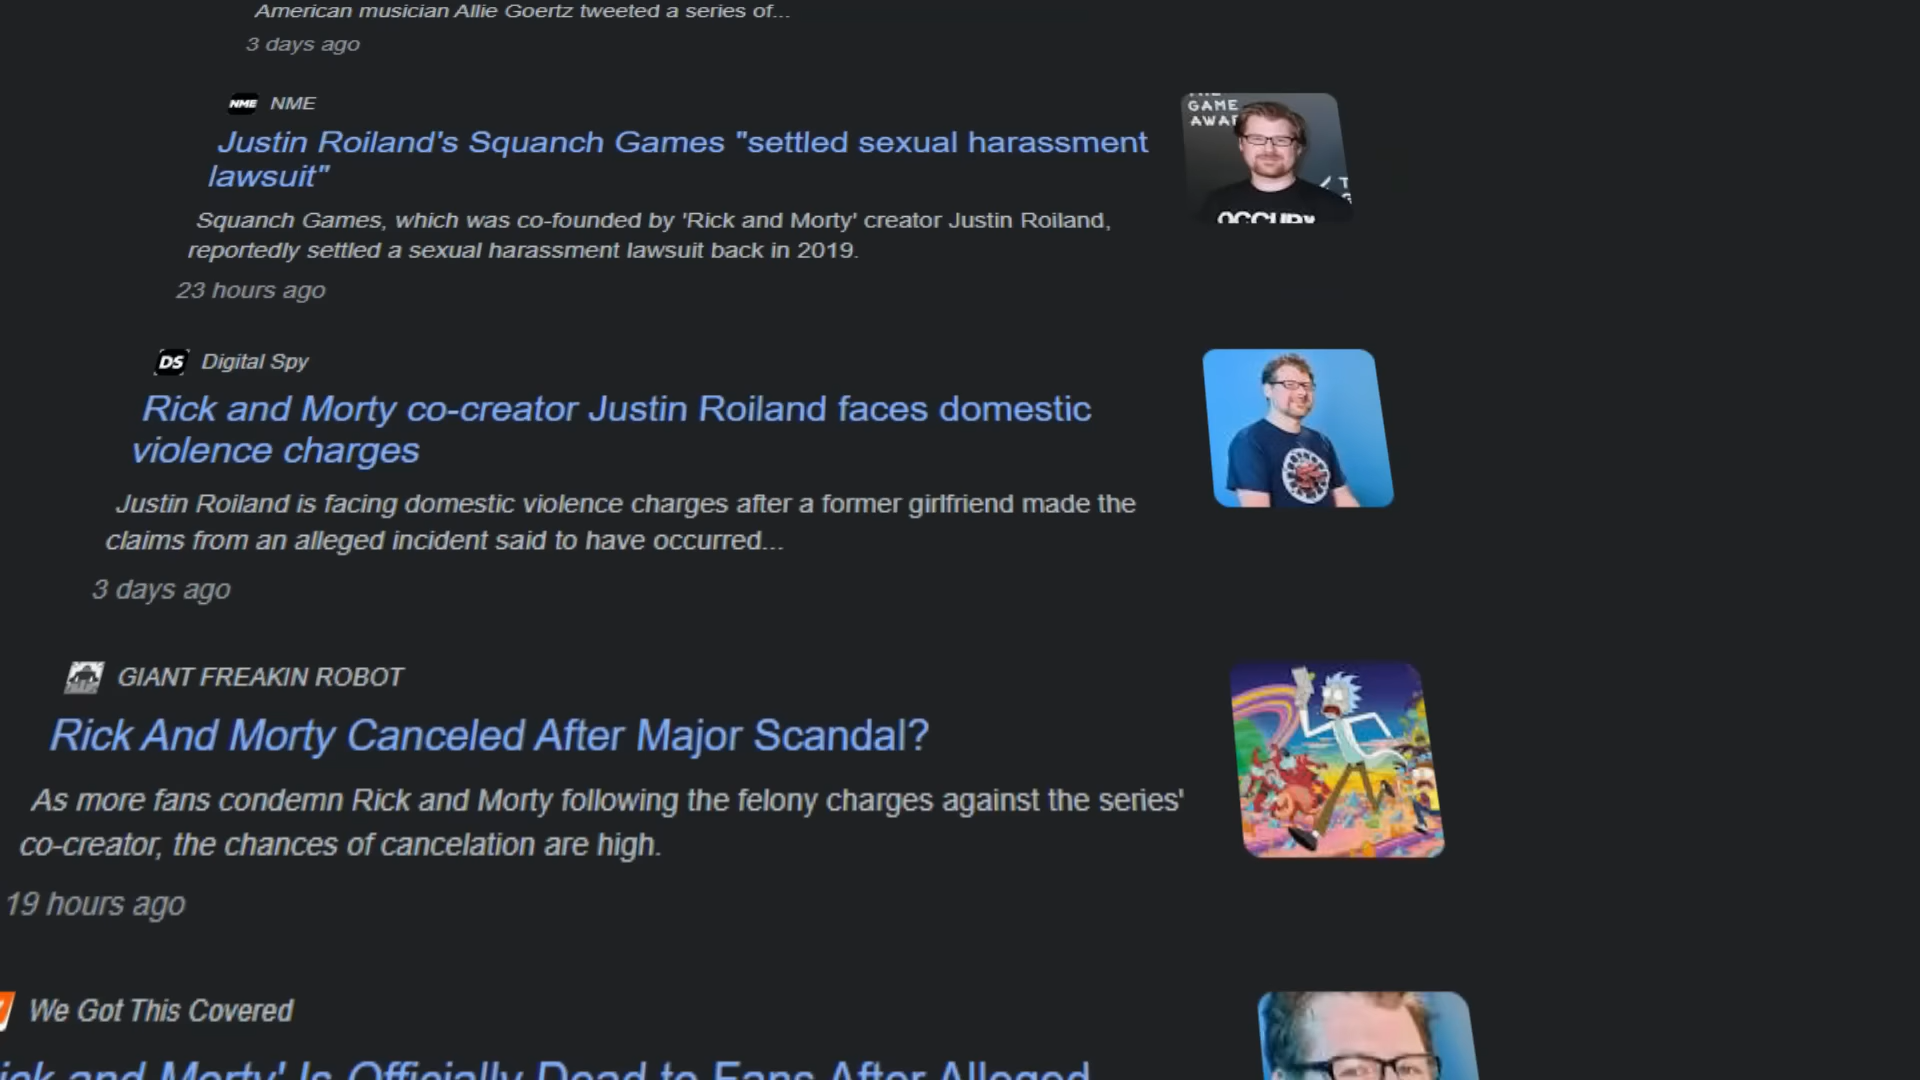 American musician Allie Goertz tweeted a series of...
3 days ago
NME NME
GAME
Justin Roiland's Squanch Games "settled sexual harassment
lawsuit"
Squanch Games, which was co-founded by 'Rick and Morty' creator Justin Roiland,
reportedly settled a sexual harassment lawsuit back in 2019.
23 hours ago
DS Digital Spy
Rick and Morty co-creator Justin Roiland faces domestic
violence charges
Justin Roiland is facing domestic violence charges after a former girlfriend made the
claims from an alleged incident said to have occurred...
3 days ago
GIANT FREAKIN ROBOT
Rick And Morty Canceled After Major Scandal?
As more fans condemn Rick and Morty following the felony charges against the series'
co-creator, the chances of cancelation are high.
19 hours ago
We Got This Covered
ick and Morty' Is Officially Dead to Fans After Alleged